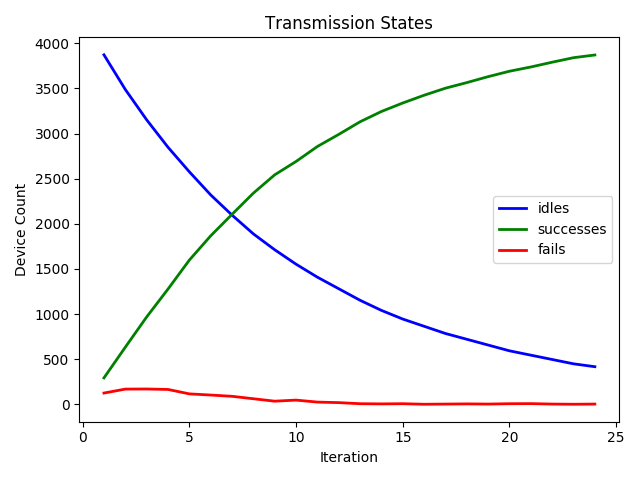 Transmission States
Device Count
4000
3500
3000
2500
2000
1500
1000
500
0
idles
successes
fails
0 5 10 15 20 25
Iteration